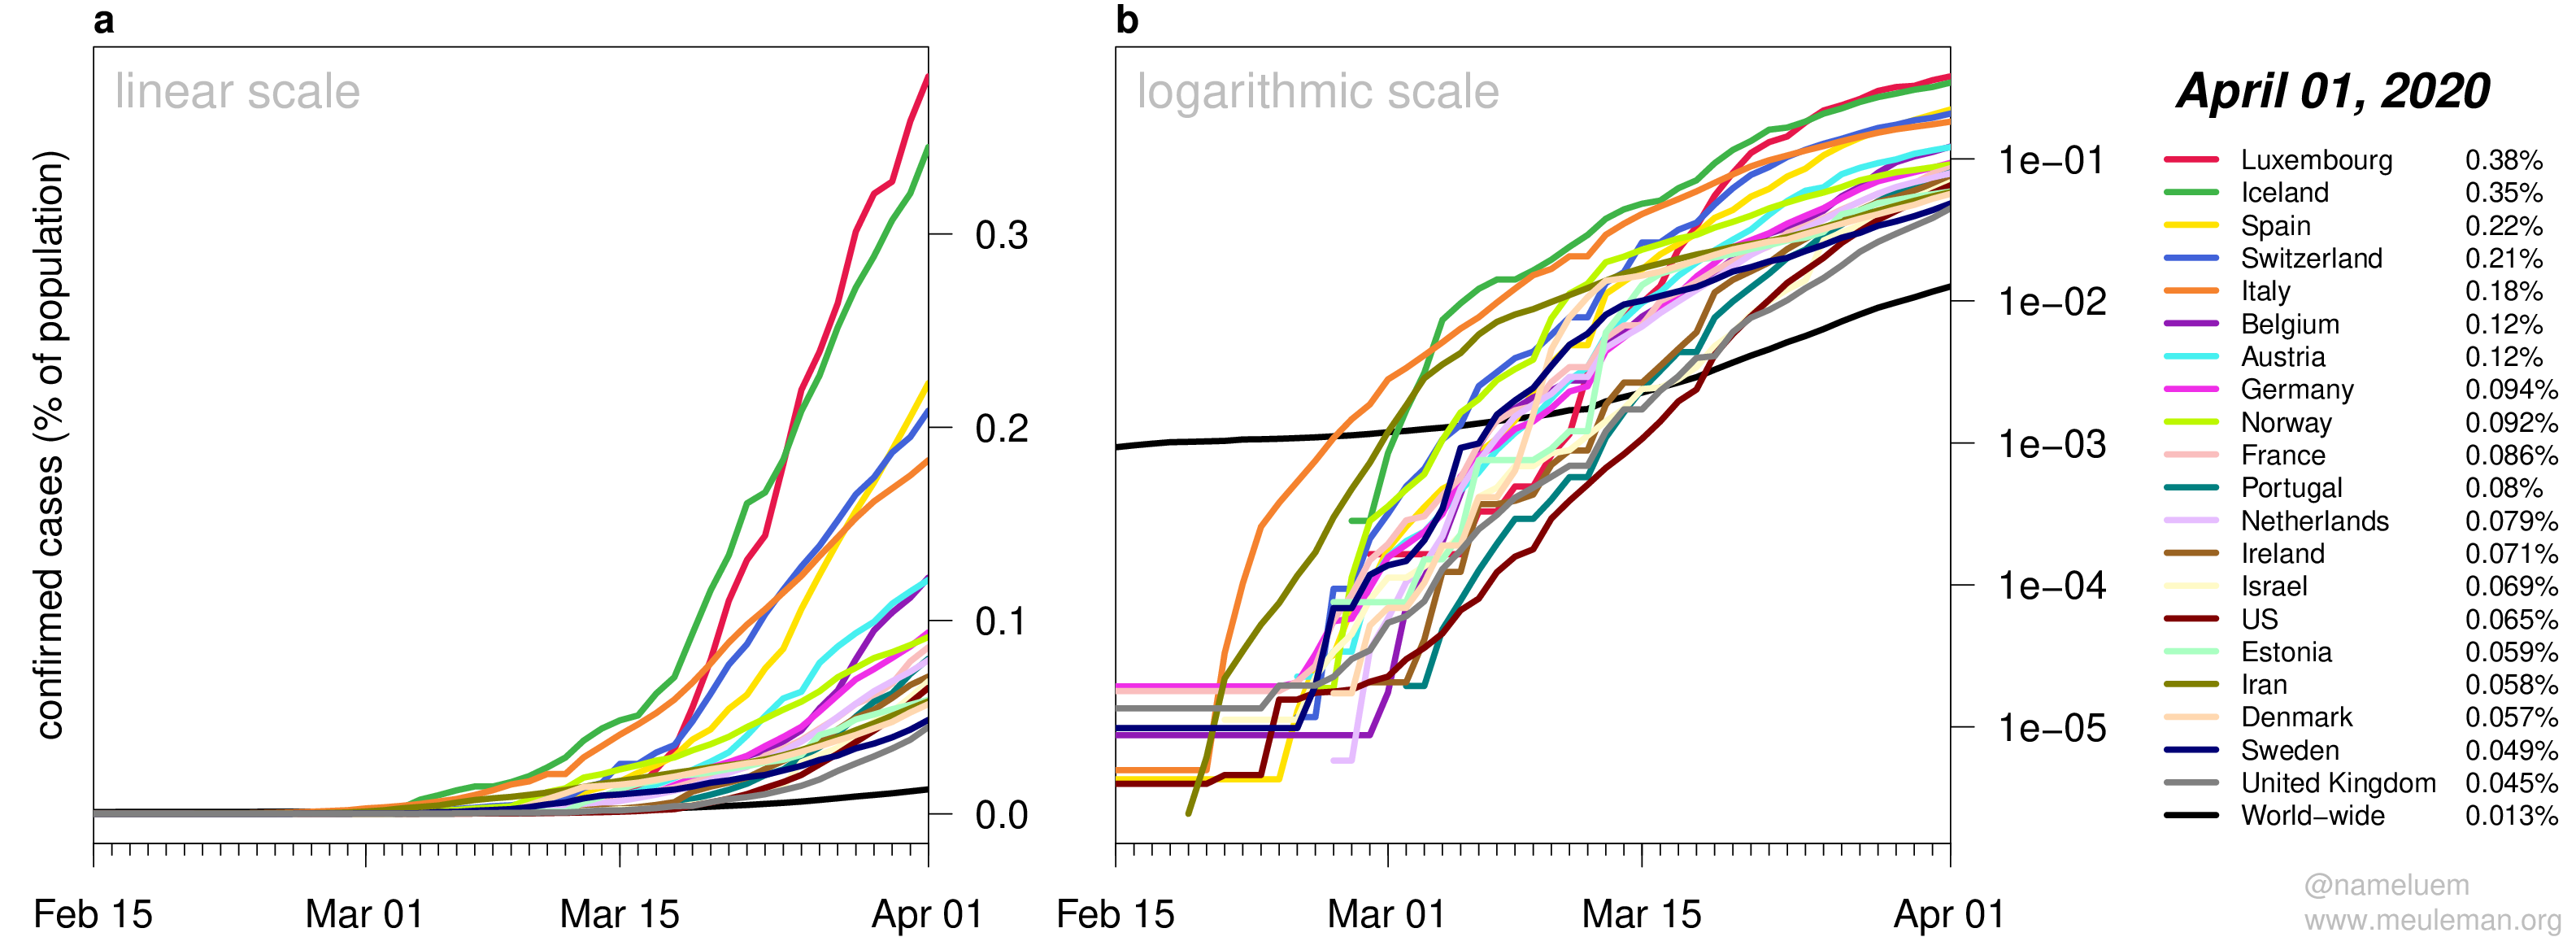 a
b
linear scale
logarithmic scale
April 01, 2020
confirmed cases (% of population)
0.3
0.2
0.1
0.0
Feb 15
Mar 01
Mar 15
Apr 01
1e−01
1e−02
1e−03
1e−04
1e−05
Feb 15
Mar 01
Mar 15
Apr 01
Luxembourg 0.38%
Iceland 0.35%
Spain 0.22%
Switzerland 0.21%
Italy 0.18%
Belgium 0.12%
Austria 0.12%
Germany 0.094%
Norway 0.092%
France 0.086%
Portugal 0.08%
Netherlands 0.079%
Ireland 0.071%
Israel 0.069%
US 0.065%
Estonia 0.059%
Iran 0.058%
Denmark 0.057%
Sweden 0.049%
United Kingdom 0.045%
World−wide 0.013%
@nameluem
www.meuleman.org